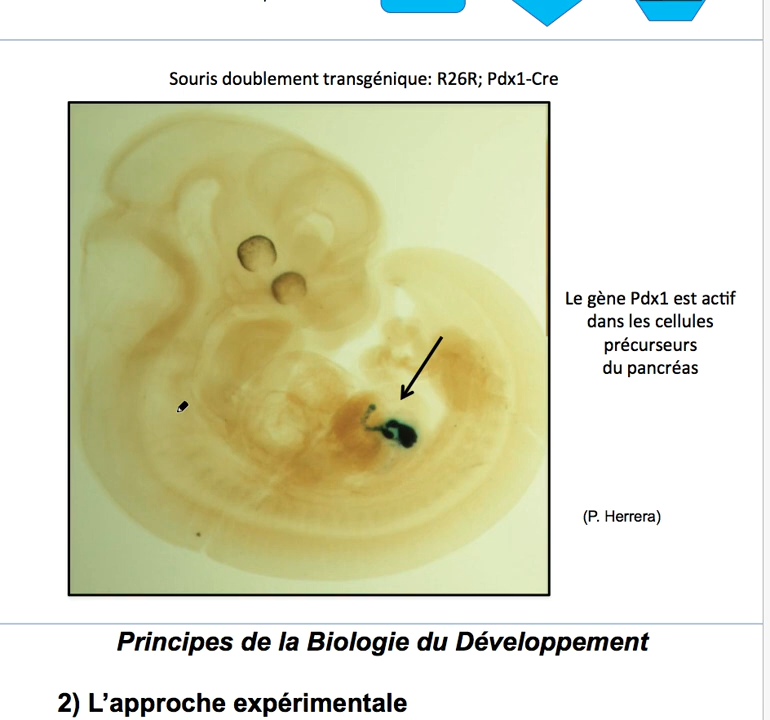 Souris doublement transgénique: R26R; Pdx1-Cre
Le gène Pdx1 est actif
dans les cellules
précurseurs
du pancréas
(P. Herrera)
Principes de la Biologie du Développement
2) L’approche expérimentale